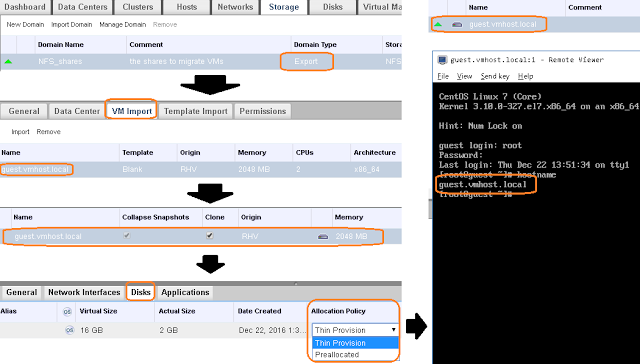 Dashboard Data Centers Clusters Hosts Networks Storage Disks Virtual Ma
New Domain Import Domain Manage Domain Remove
Domain Name Comment Domain Type Stora
NFS_shares the shares to migrate VMs Export NFS
General Data Center VM Import Template Import Permissions
Import Remove
Name Template Origin Memory CPUs Architecture
guest.vmhost.local Blank RHV 2048 MB 2 x86_64
Name Collapse Snapshots Clone Origin Memory
guest.vmhost.local RHV 2048 MB
General Network Interfaces Disks Applications
Alias Virtual Size Actual Size Date Created Allocation Policy
16 GB 2 GB Dec 22, 2016 1:3... Thin Provision
Thin Provision
Preallocated
Name Comment
guest.vmhost.local
guest.vmhost.local:1 - Remote Viewer
File View Send key Help
CentOS Linux 7 (Core)
Kernel 3.10.0-327.el7.x86_64 on an x86_64
Hint: Num Lock on
guest login: root
Password:
Last login: Thu Dec 22 13:51:34 on tty1
[root@guest ~]# hostname
guest.vmhost.local
[root@guest ~]#